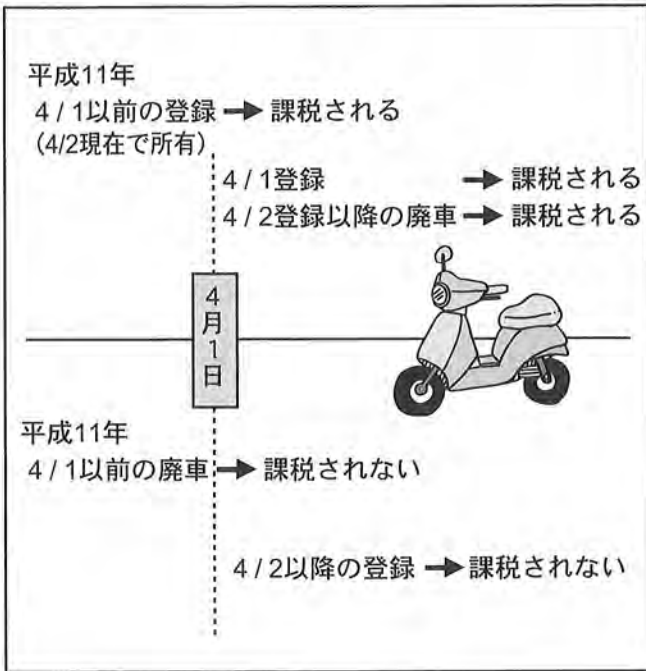 平成11年
4/1以前の登録 → 課税される
(4/2現在で所有)
4/1登録 → 課税される
4/2登録以降の廃車 → 課税される
4月1日
平成11年
4/1以前の廃車 → 課税されない
4/2以降の登録 → 課税されない